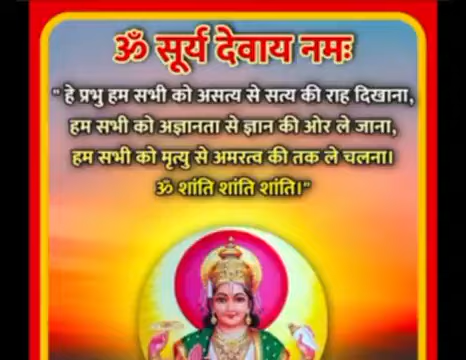 ॐ सूर्य देवाय नमः
" हे प्रभु हम सभी को असत्य से सत्य की राह दिखाना,
हम सभी को अज्ञानता से ज्ञान की ओर ले जाना,
हम सभी को मृत्यु से अमरत्व की तक ले चलना।
ॐ शांति शांति शांति।"